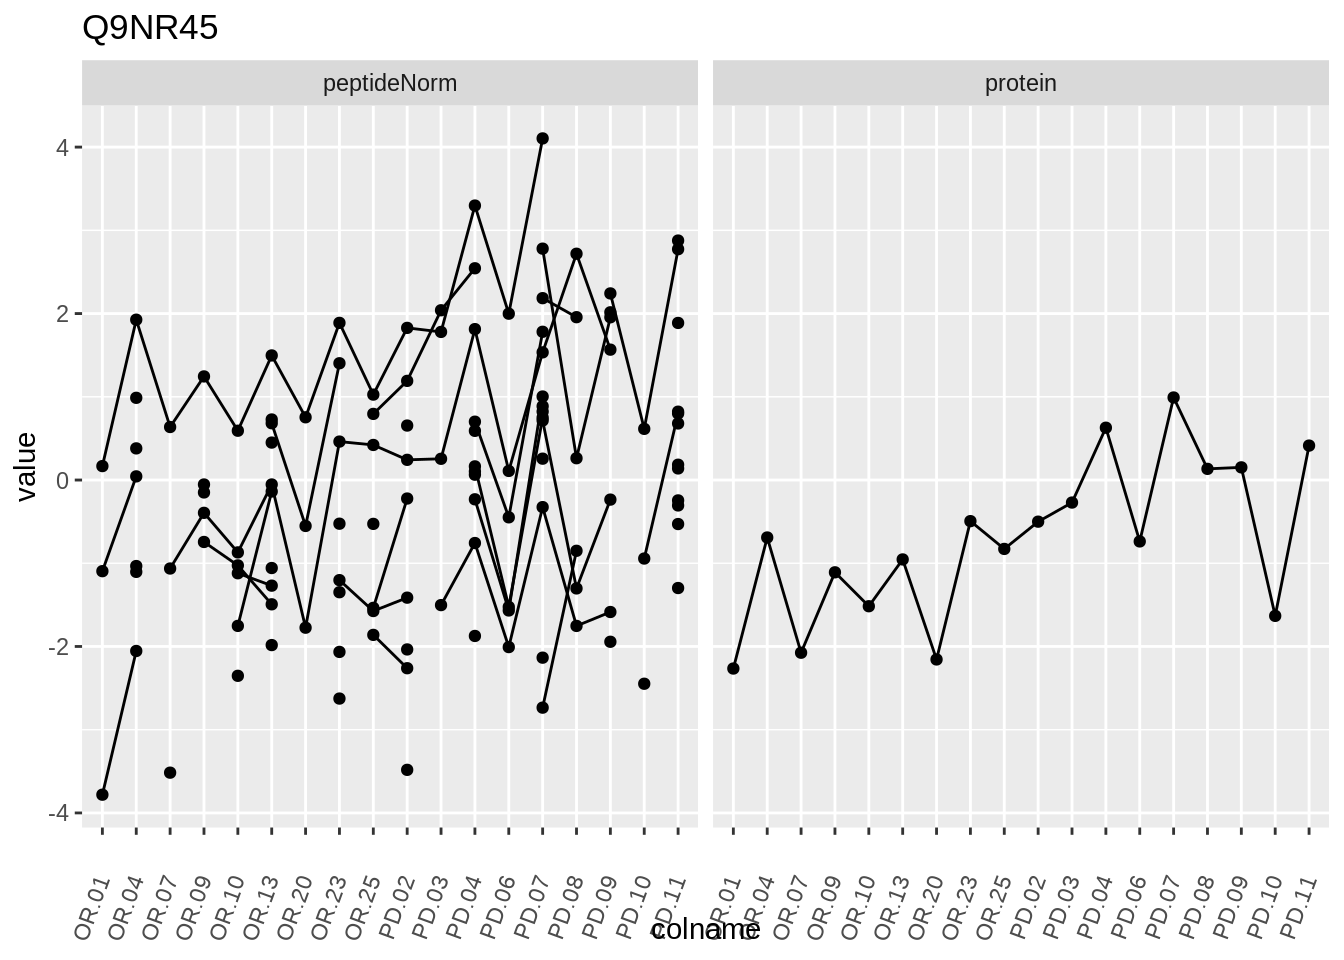 Q9NR45
peptideNorm
protein
value
4
2
0
-2
-4
OR.01
OR.04
OR.07
OR.09
OR.10
OR.13
OR.20
OR.23
OR.25
PD.02
PD.03
PD.04
PD.06
PD.07
PD.08
PD.09
PD.10
PD.11
OR.01
OR.04
OR.07
OR.09
OR.10
OR.13
OR.20
OR.23
OR.25
PD.02
PD.03
PD.04
PD.06
PD.07
PD.08
PD.09
PD.10
PD.11
colname